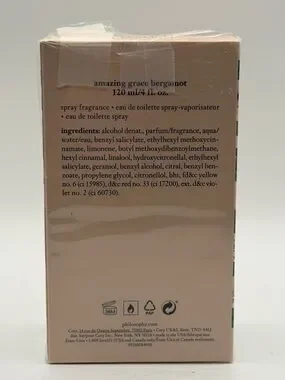 amazing grace bergamot
120 ml/4 fl. oz.
spray fragrance • eau de toilette spray-vaporisateur
• eau de toilette spray
ingredients: alcohol denat., parfum/fragrance, aqua/
water/eau, benzyl salicylate, ethylhexyl methoxycin-
namate, limonene, butyl methoxydibenzoylmethane,
hexyl cinnamal, linalool, hydroxycitronellal, ethylhexyl
salicylate, geraniol, benzyl alcohol, citral, benzyl ben-
zoate, propylene glycol, citronellol, bht, fd&c yellow
no. 6 (ci 15985), d&c red no. 33 (ci 17200), ext. d&c vio-
let no. 2 (ci 60730).
PAP
philosophy.com